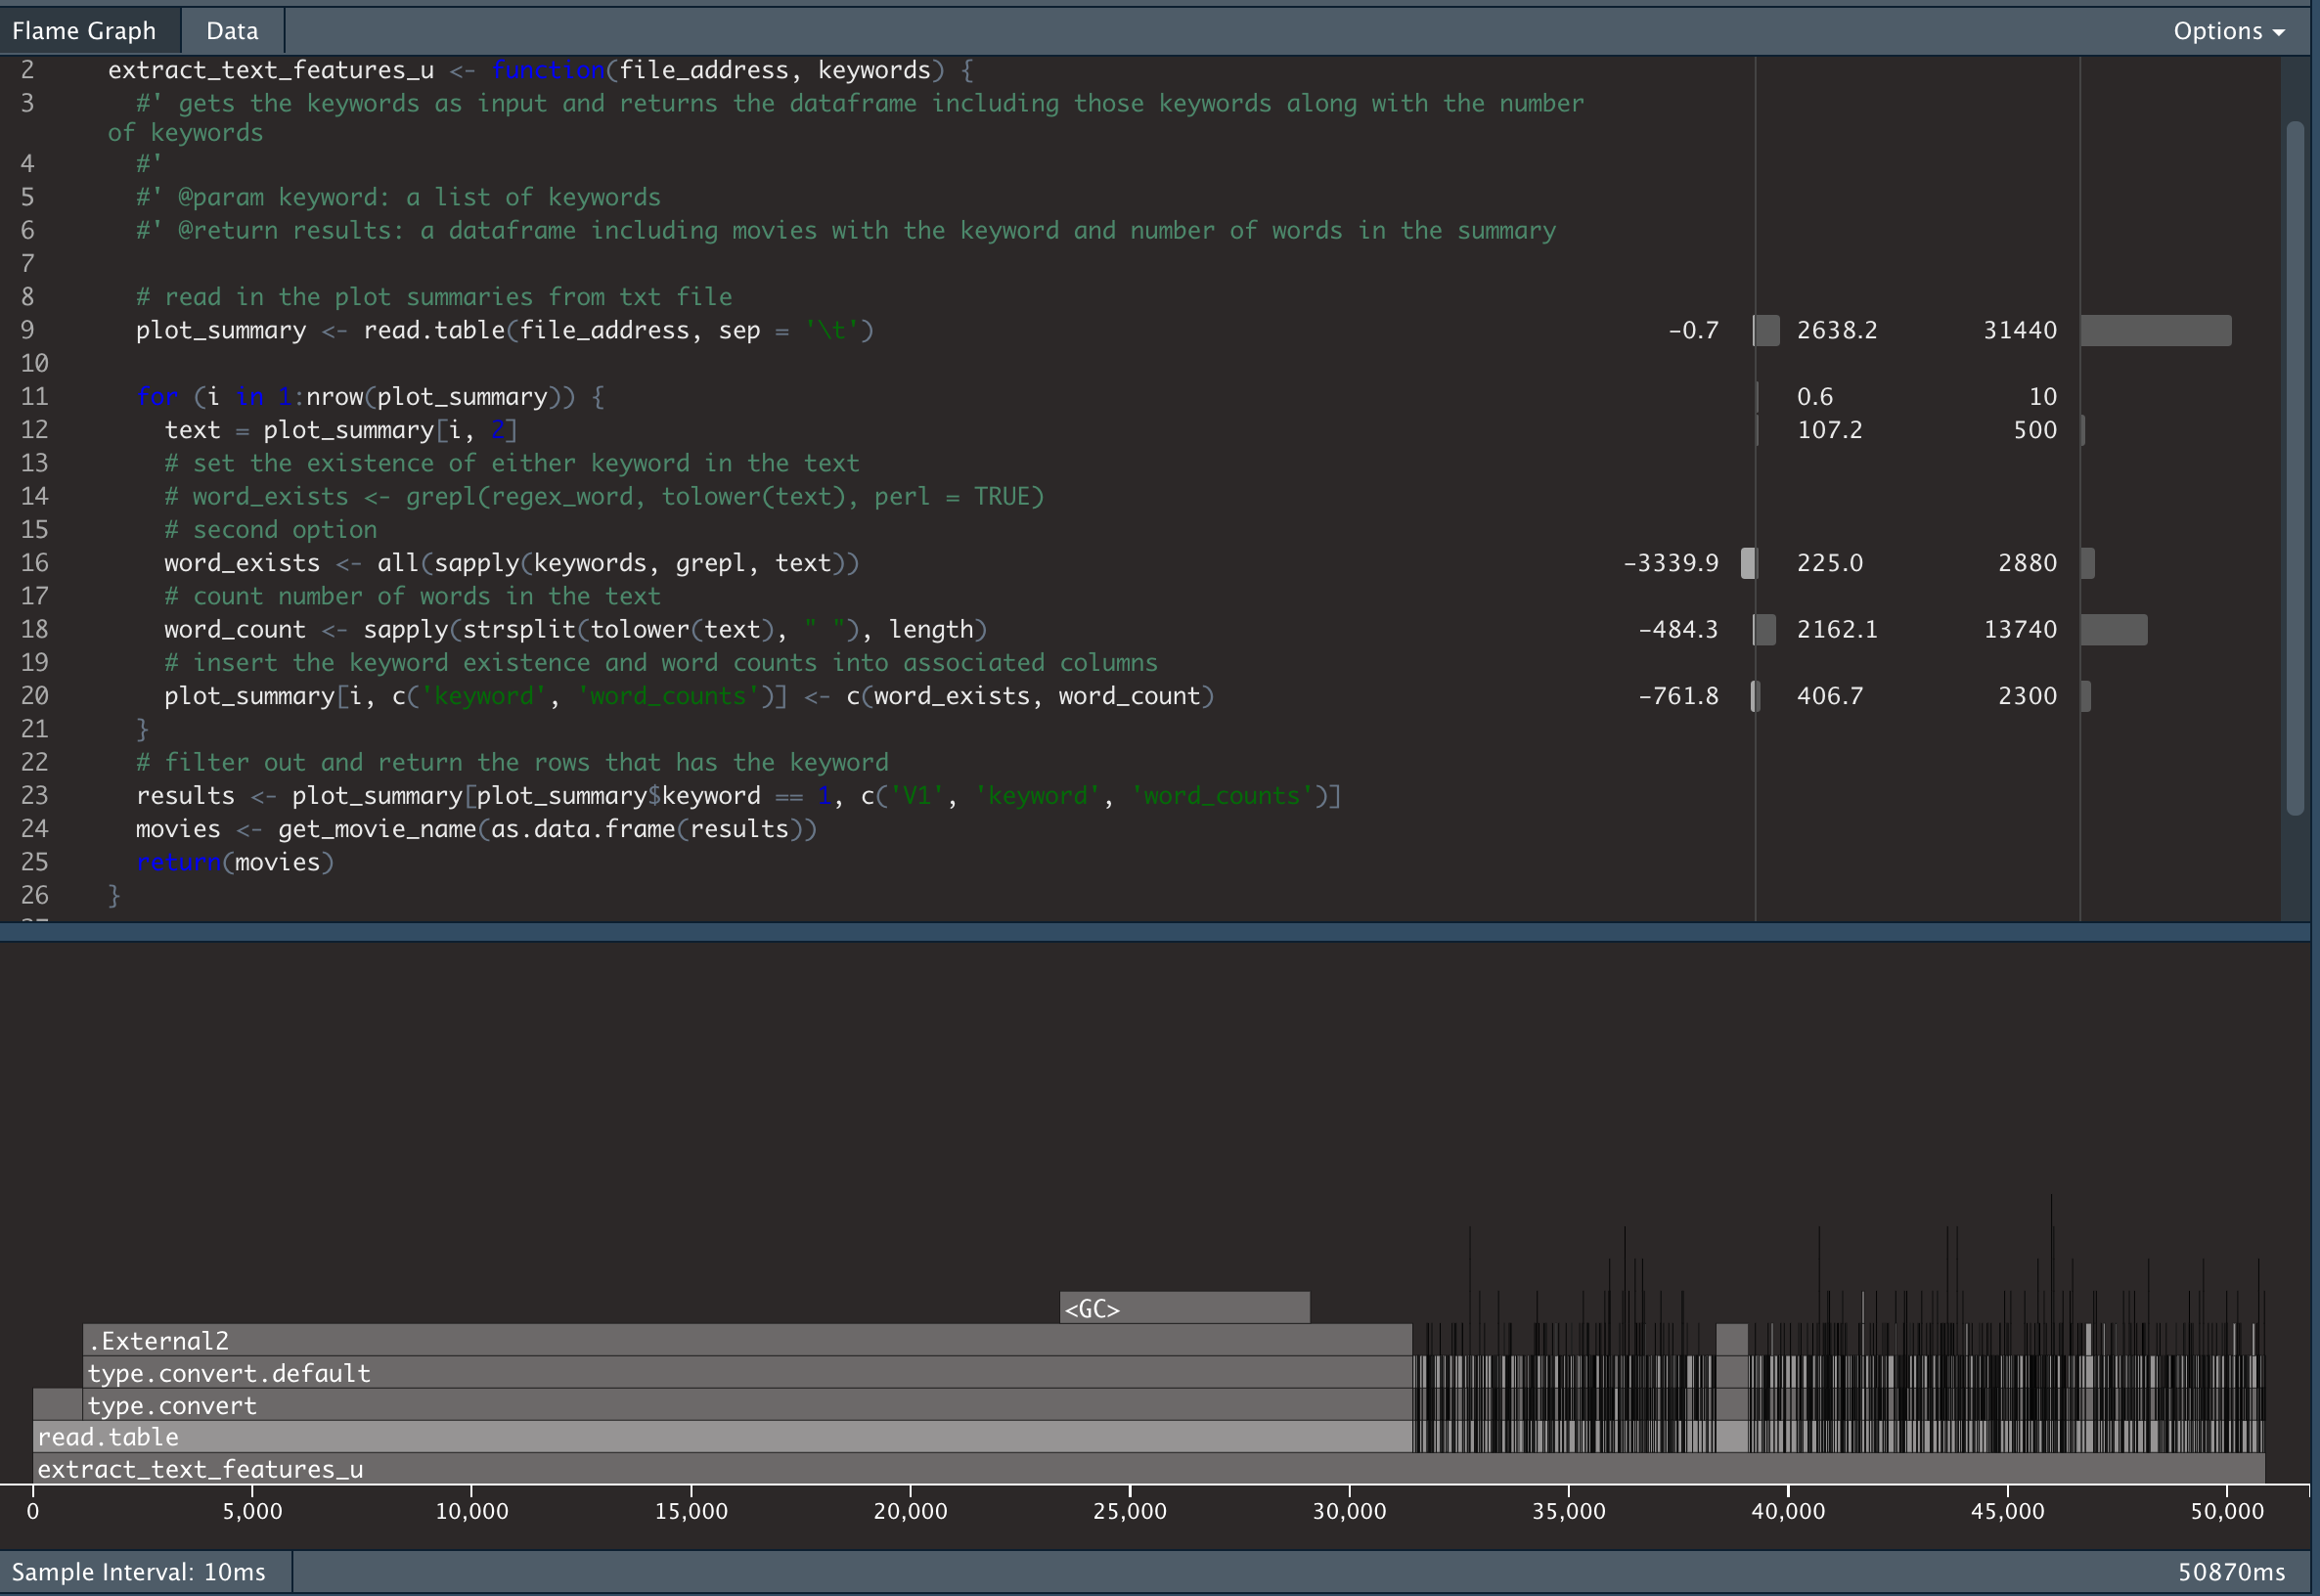 Flame Graph Data Options
2 extract_text_features_u <- function(file_address, keywords) {
3 #' gets the keywords as input and returns the dataframe including those keywords along with the number
of keywords
4 #'
5 #' @param keyword: a list of keywords
6 #' @return results: a dataframe including movies with the keyword and number of words in the summary
7
8 # read in the plot summaries from txt file
9 plot_summary <- read.table(file_address, sep = '\t') -0.7 2638.2 31440
10
11 for (i in 1:nrow(plot_summary)) { 0.6 10
12 text = plot_summary[i, 2] 107.2 500
13 # set the existence of either keyword in the text
14 # word_exists <- grepl(regex_word, tolower(text), perl = TRUE)
15 # second option
16 word_exists <- all(sapply(keywords, grepl, text)) -3339.9 225.0 2880
17 # count number of words in the text
18 word_count <- sapply(strsplit(tolower(text), " "), length) -484.3 2162.1 13740
19 # insert the keyword existence and word counts into associated columns
20 plot_summary[i, c('keyword', 'word_counts')] <- c(word_exists, word_count) -761.8 406.7 2300
21 }
22 # filter out and return the rows that has the keyword
23 results <- plot_summary[plot_summary$keyword == 1, c('V1', 'keyword', 'word_counts')]
24 movies <- get_movie_name(as.data.frame(results))
25 return(movies)
26 }
<GC>
.External2
type.convert.default
type.convert
read.table
extract_text_features_u
0 5,000 10,000 15,000 20,000 25,000 30,000 35,000 40,000 45,000 50,000
Sample Interval: 10ms 50870ms